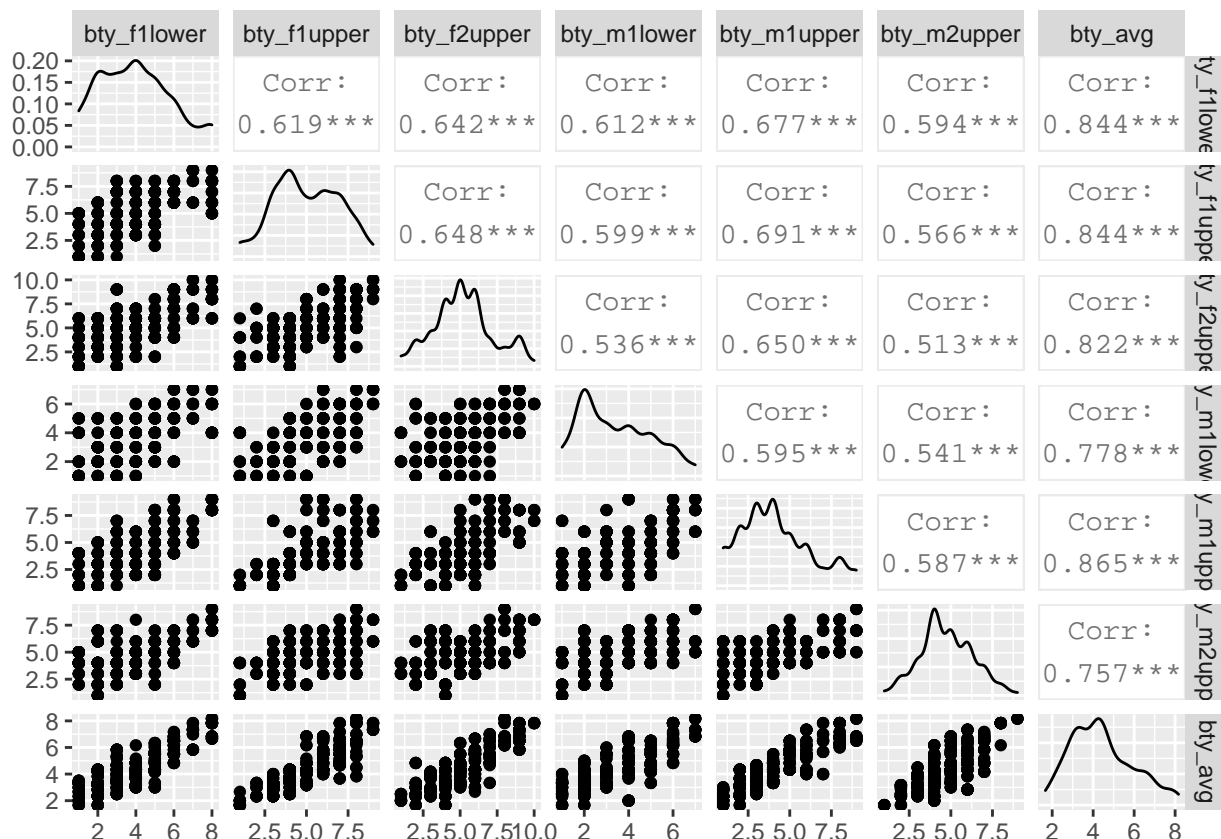 bty_f1lower bty_f1upper bty_f2upper bty_m1lower bty_m1upper bty_m2upper bty_avg
0.20
0.15
0.10
0.05
0.00
Corr: Corr: Corr: Corr: Corr: Corr:
0.619*** 0.642*** 0.612*** 0.677*** 0.594*** 0.844***
ty_f1lowe
7.5
5.0
2.5
Corr: Corr: Corr: Corr: Corr:
0.648*** 0.599*** 0.691*** 0.566*** 0.844***
ty_f1uppe
10.0
7.5
5.0
2.5
Corr: Corr: Corr: Corr:
0.536*** 0.650*** 0.513*** 0.822***
ty_f2uppe
6
4
2
Corr: Corr: Corr:
0.595*** 0.541*** 0.778***
y_m1lowe
7.5
5.0
2.5
Corr: Corr:
0.587*** 0.865***
y_m1upp
7.5
5.0
2.5
Corr:
0.757***
y_m2upp
8
6
4
2
bty_avg
2 4 6 8 2.5 5.0 7.5 2.5 5.0 7.5 10.0 2 4 6 2.5 5.0 7.5 2.5 5.0 7.5 2 4 6 8